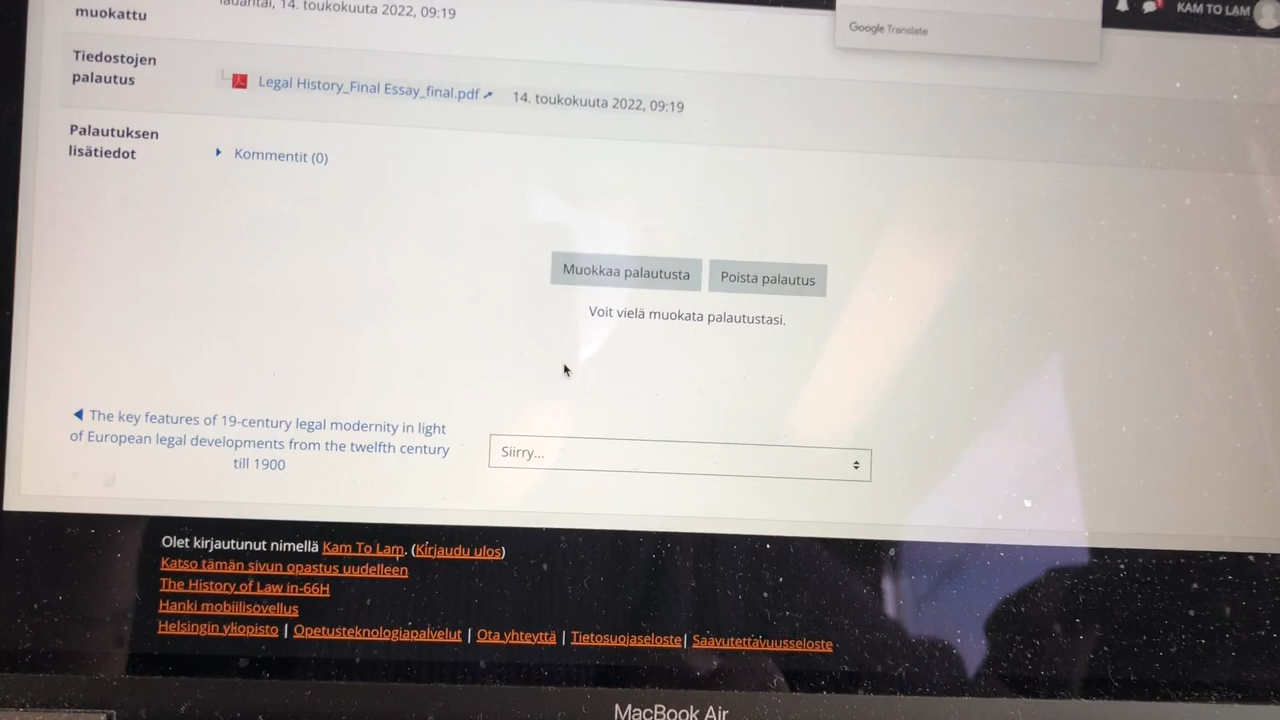 muokattu
lauantai, 14. toukokuuta 2022, 09:19
KAM TO LAM
Google Translate
Tiedostojen
palautus
Legal History_Final Essay_final.pdf
14. toukokuuta 2022, 09:19
Palautuksen
lisätiedot
Kommentit (0)
Muokkaa palautusta
Poista palautus
Voit vielä muokata palautustasi.
The key features of 19-century legal modernity in light
of European legal developments from the twelfth century
till 1900
Siirry...
Olet kirjautunut nimellä Kam To Lam. (Kirjaudu ulos)
Katso tämän sivun opastus uudelleen
The History of Law in-66H
Hanki mobiilisovellus
Helsingin yliopisto | Opetusteknologiapalvelut | Ota yhteyttä | Tietosuojaseloste| Saavutettavuusseloste
MacBook Air